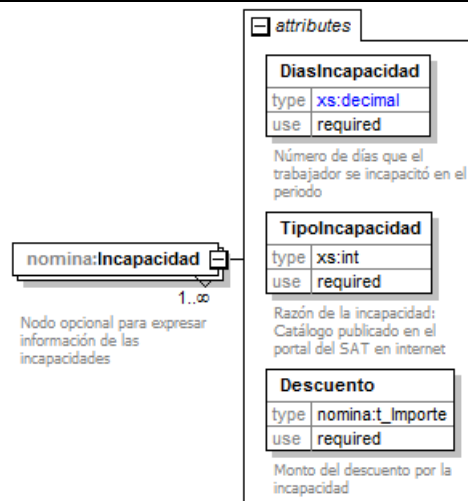 attributes
DiasIncapacidad
type xs:decimal
use required
Número de días que el
trabajador se incapacitó en el
periodo
TipoIncapacidad
type xs:int
use required
Razón de la incapacidad:
Catálogo publicado en el
portal del SAT en internet
nomina:Incapacidad
1..∞
Nodo opcional para expresar
información de las
incapacidades
Descuento
type nomina:t_Importe
use required
Monto del descuento por la
incapacidad